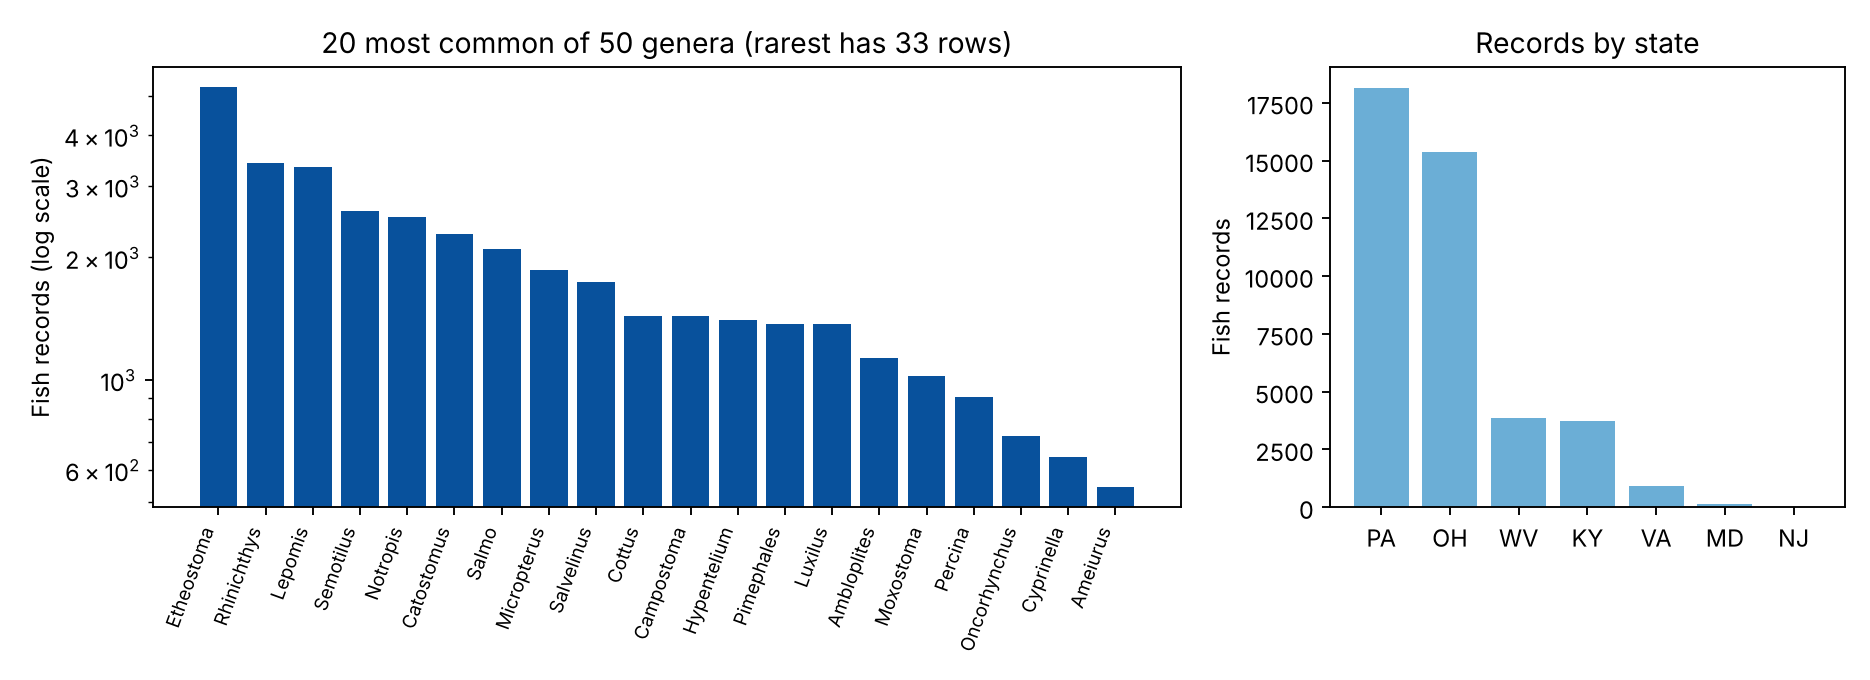 20 most common of 50 genera (rarest has 33 rows)
Fish records (log scale)
4 × 10³
3 × 10³
2 × 10³
10³
6 × 10²
Etheostoma
Rhinichthys
Lepomis
Semotilus
Notropis
Catostomus
Salmo
Micropterus
Salvelinus
Cottus
Campostoma
Hypentelium
Pimephales
Luxilus
Ambloplites
Moxostoma
Percina
Oncorhynchus
Cyprinella
Ameiurus
Records by state
Fish records
17500
15000
12500
10000
7500
5000
2500
0
PA OH WV KY VA MD NJ